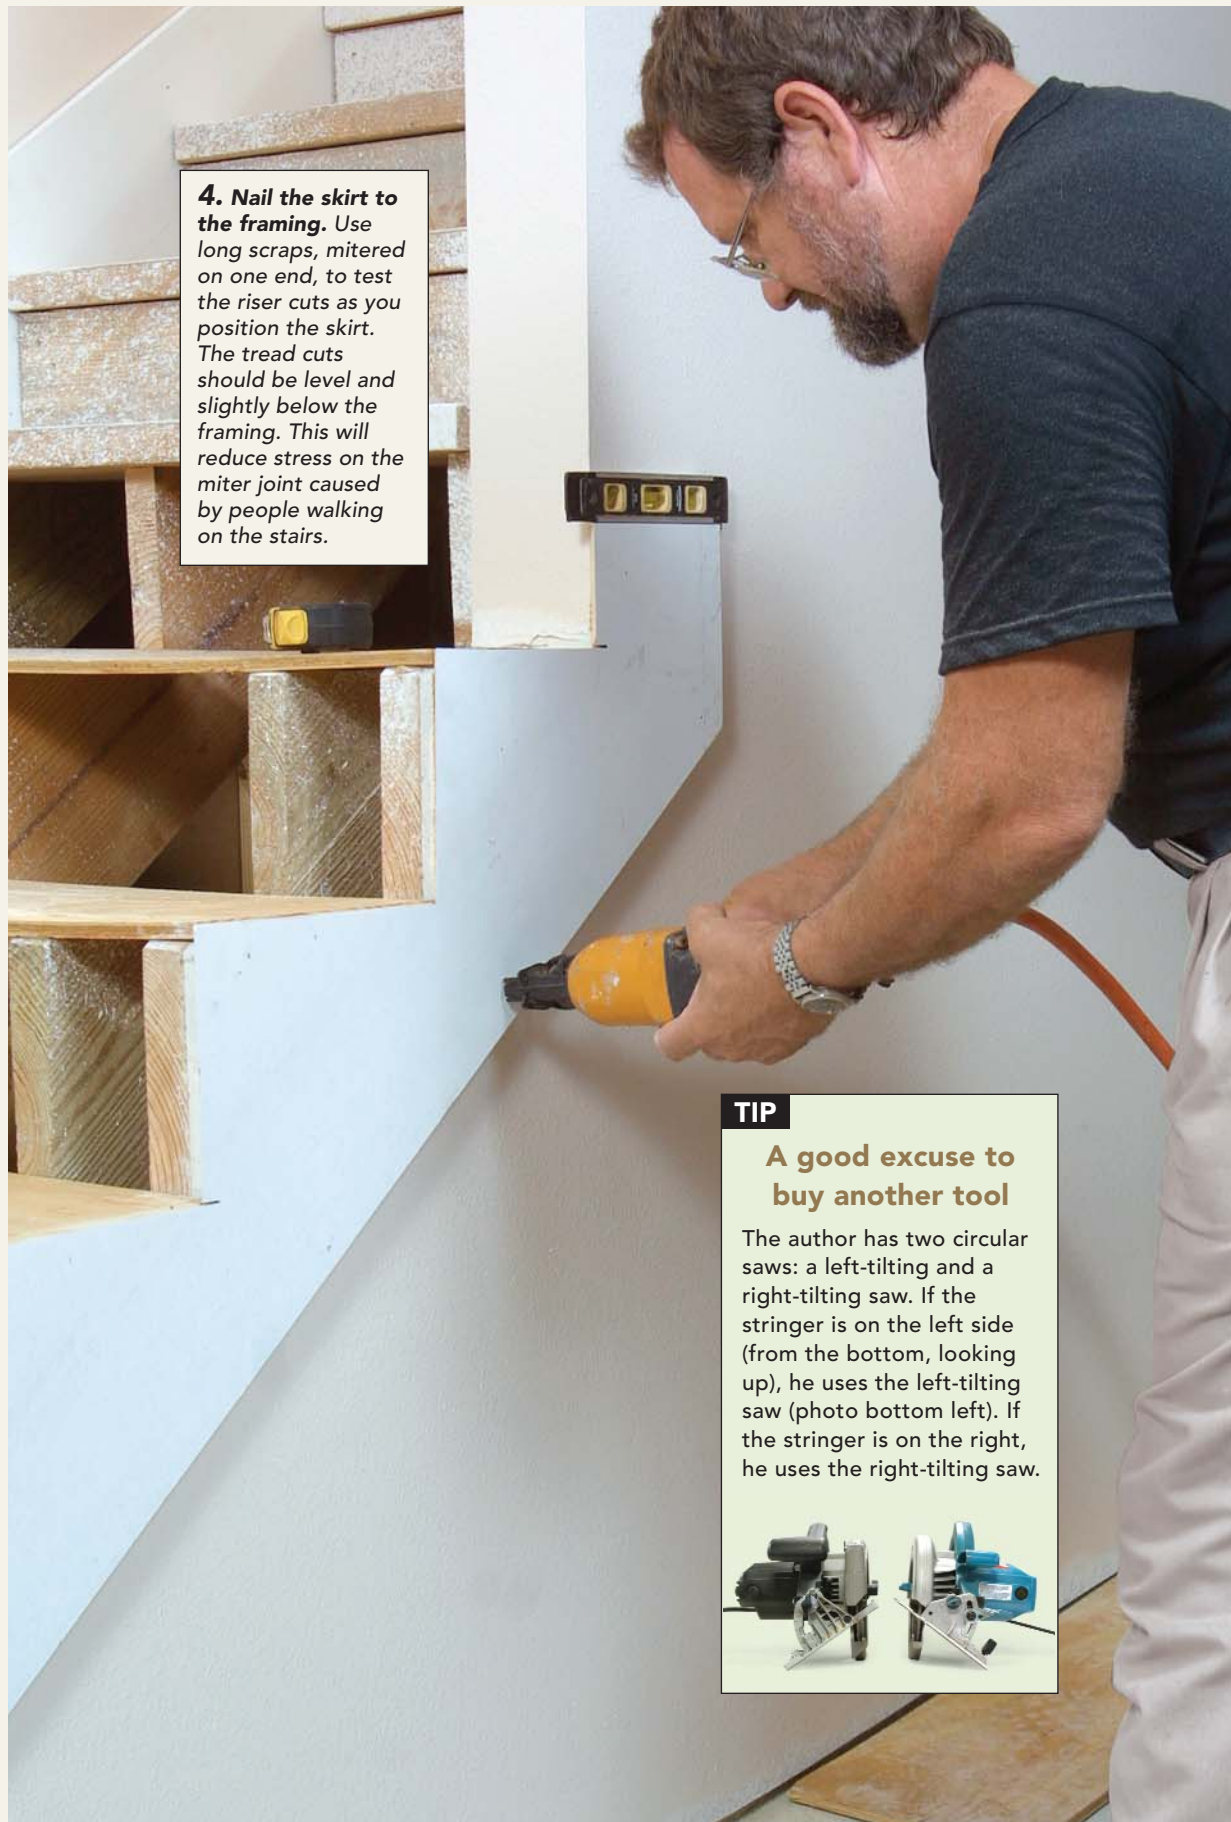 4. Nail the skirt to
the framing. Use
long scraps, mitered
on one end, to test
the riser cuts as you
position the skirt.
The tread cuts
should be level and
slightly below the
framing. This will
reduce stress on the
miter joint caused
by people walking
on the stairs.
TIP
A good excuse to
buy another tool
The author has two circular
saws: a left-tilting and a
right-tilting saw. If the
stringer is on the left side
(from the bottom, looking
up), he uses the left-tilting
saw (photo bottom left). If
the stringer is on the right,
he uses the right-tilting saw.